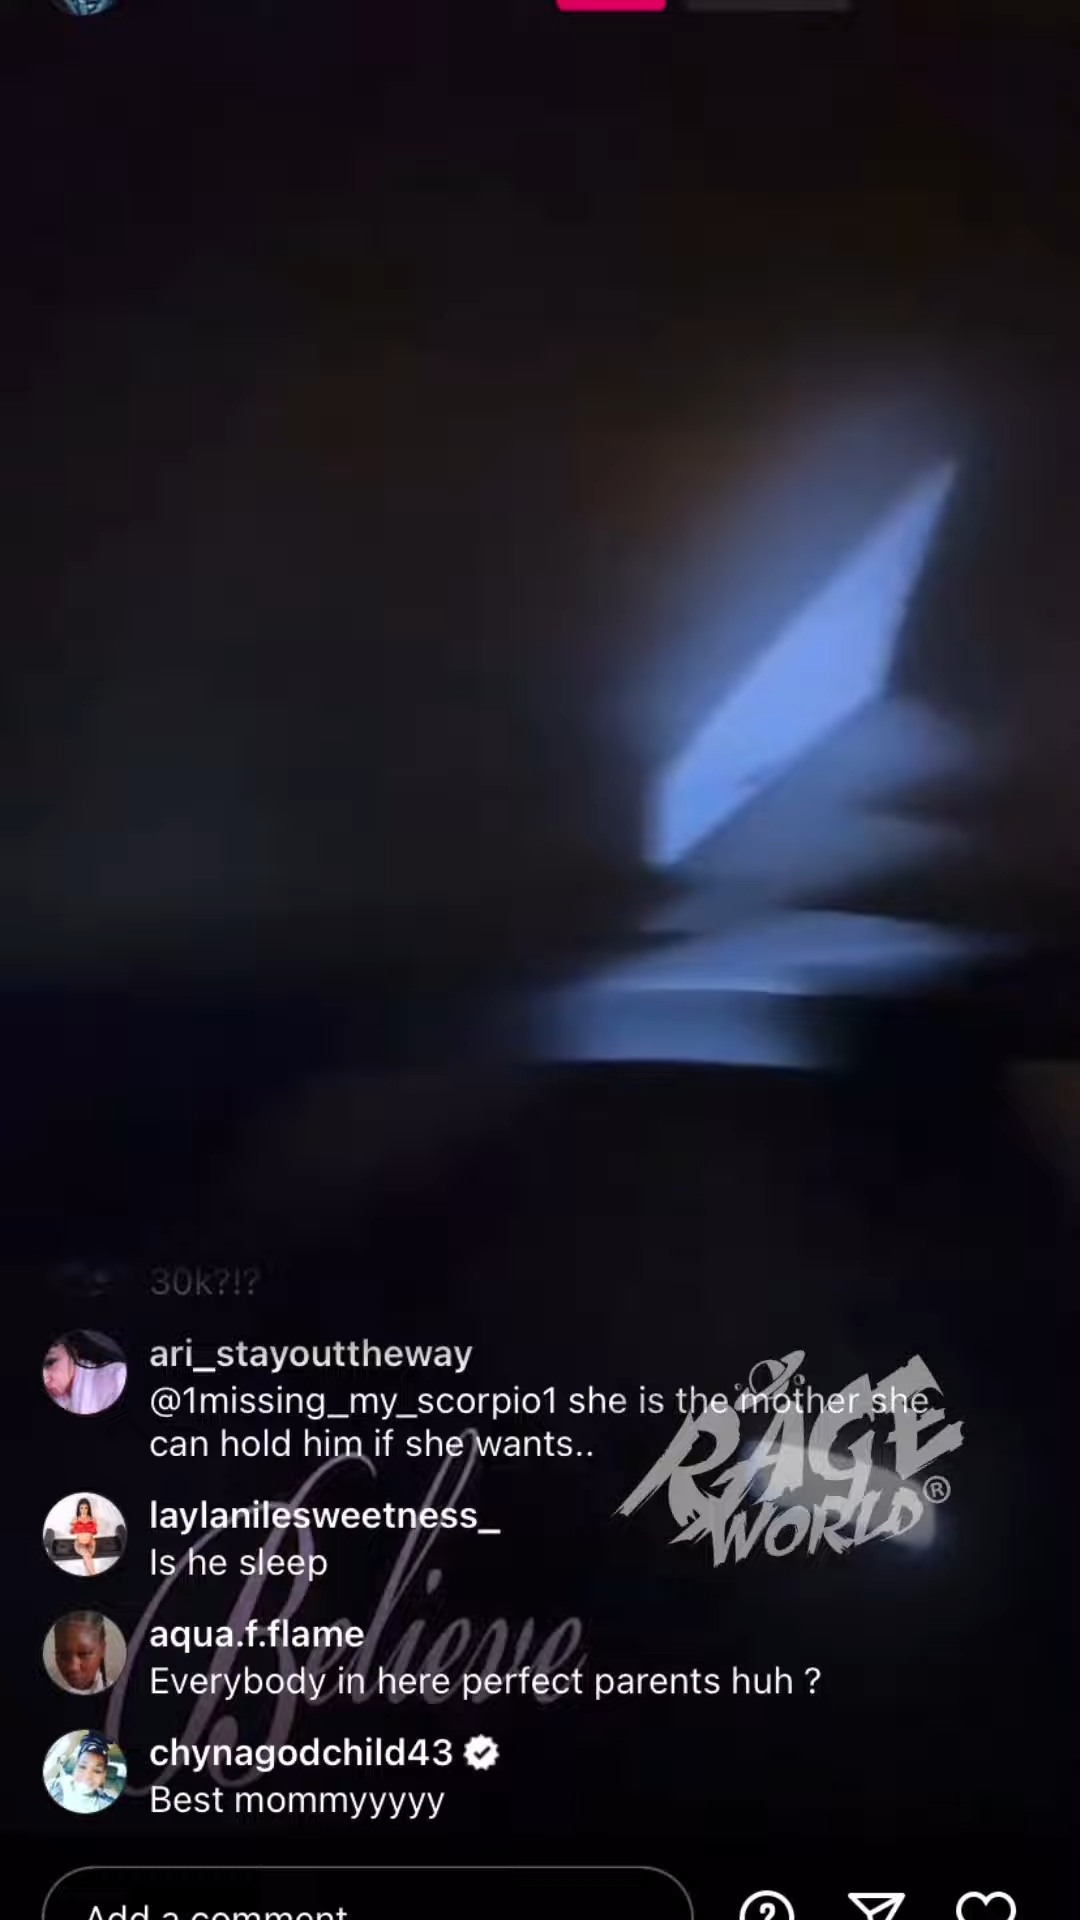 30k?!?
ari_stayouttheway
@1missing_my_scorpio1 she is the mother she
can hold him if she wants..
RAGE
WORLD®
laylanilesweetness_
Is he sleep
Believe
aqua.f.flame
Everybody in here perfect parents huh ?
chynagodchild43
Best mommyyyyy
Add a comment